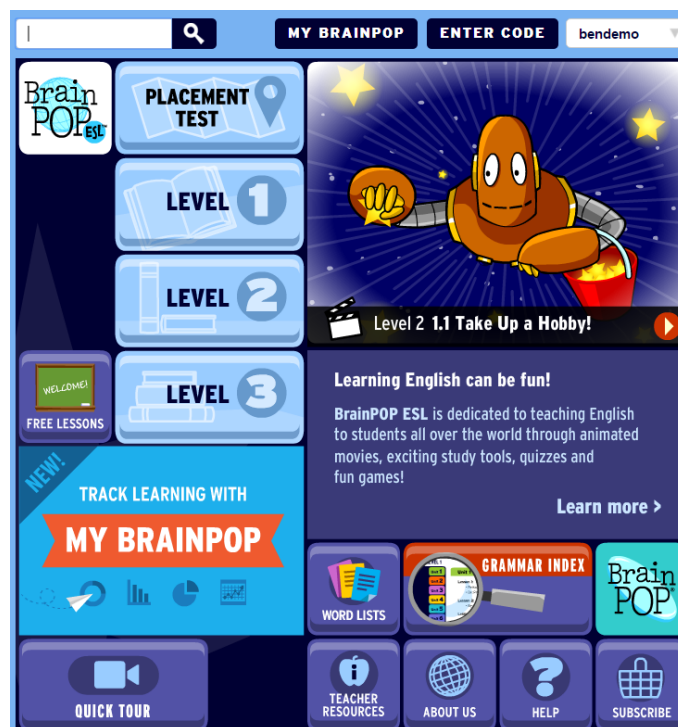 MY BRAINPOP
ENTER CODE
bendemo
Brain
POP ESL™
PLACEMENT
TEST
LEVEL 1
LEVEL 2
LEVEL 3
Level 2 1.1 Take Up a Hobby!
WELCOME!
FREE LESSONS
Learning English can be fun!
BrainPOP ESL is dedicated to teaching English
to students all over the world through animated
movies, exciting study tools, quizzes and
fun games!
Learn more >
NEW!
TRACK LEARNING WITH
MY BRAINPOP
WORD LISTS
GRAMMAR INDEX
Brain
POP®
QUICK TOUR
TEACHER
RESOURCES
ABOUT US
HELP
SUBSCRIBE